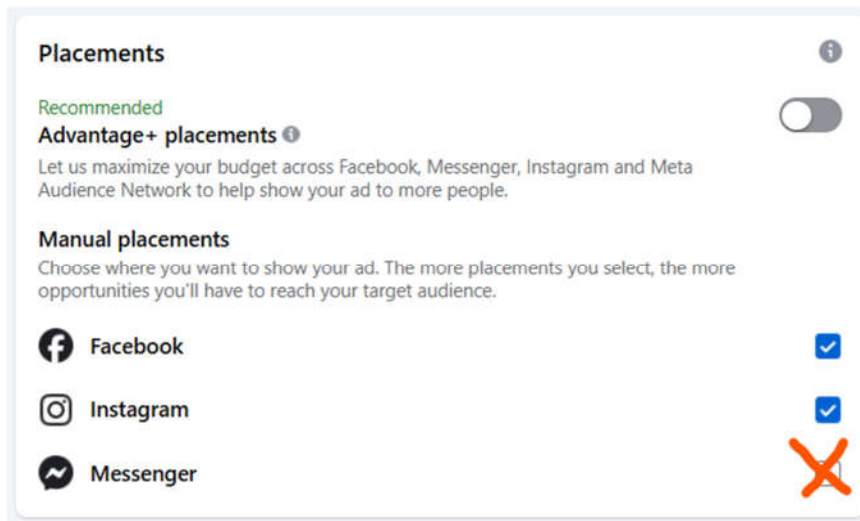 Placements
Recommended
Advantage+ placements
Let us maximize your budget across Facebook, Messenger, Instagram and Meta
Audience Network to help show your ad to more people.
Manual placements
Choose where you want to show your ad. The more placements you select, the more
opportunities you'll have to reach your target audience.
Facebook
Instagram
Messenger